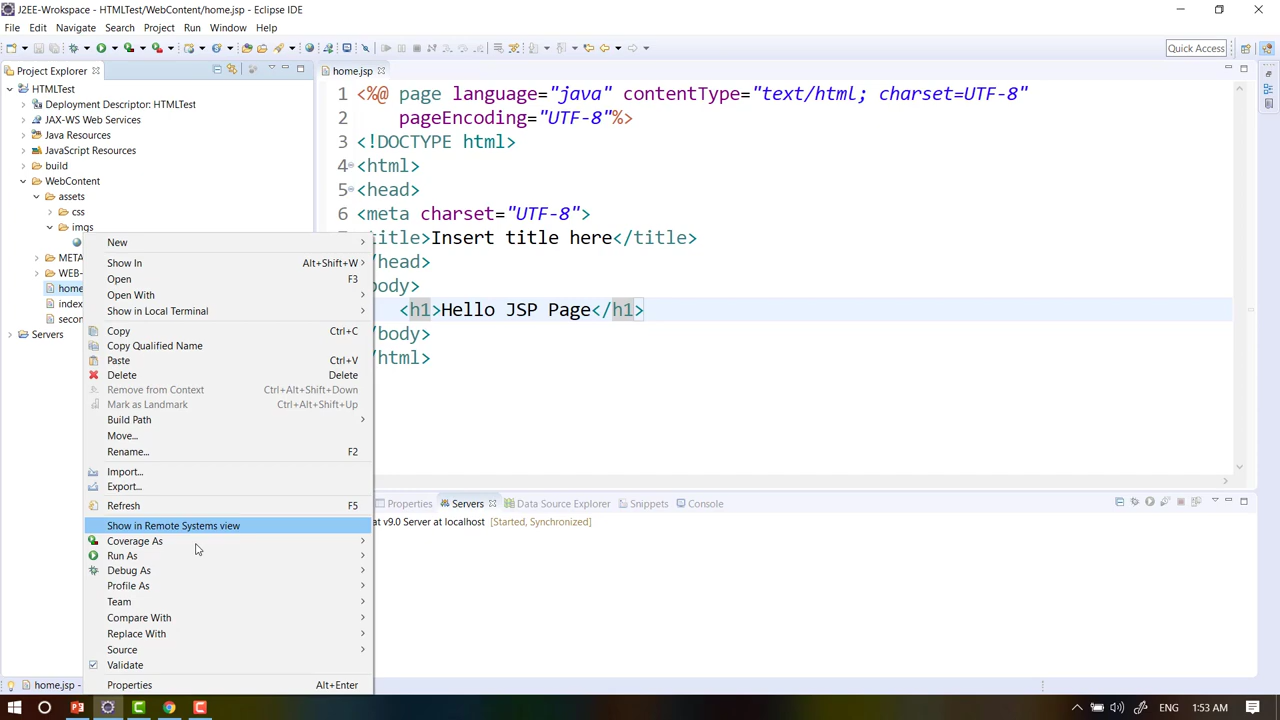 J2EE-Wrokspace - HTMLTest/WebContent/home.jsp - Eclipse IDE
File Edit Navigate Search Project Run Window Help
Quick Access
Project Explorer
home.jsp
HTMLTest
Deployment Descriptor: HTMLTest
JAX-WS Web Services
Java Resources
JavaScript Resources
build
WebContent
assets
css
imgs
META
WEB-
home
index
secon
Servers
1 <%@ page language="java" contentType="text/html; charset=UTF-8"
2 pageEncoding="UTF-8"%>
3 <!DOCTYPE html>
4 <html>
5 <head>
6 <meta charset="UTF-8">
title>Insert title here</title>
/head>
body>
<h1>Hello JSP Page</h1>
/body>
/html>
New
Show In Alt+Shift+W
Open F3
Open With
Show in Local Terminal
Copy Ctrl+C
Copy Qualified Name
Paste Ctrl+V
Delete Delete
Remove from Context Ctrl+Alt+Shift+Down
Mark as Landmark Ctrl+Alt+Shift+Up
Build Path
Move...
Rename... F2
Import...
Export...
Refresh F5
Show in Remote Systems view
Coverage As
Run As
Debug As
Profile As
Team
Compare With
Replace With
Source
Validate
Properties Alt+Enter
Properties Servers Data Source Explorer Snippets Console
at v9.0 Server at localhost [Started, Synchronized]
home.jsp -
ENG 1:53 AM